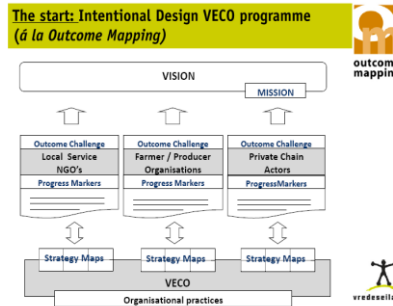 The start: Intentional Design VECO programme
(á la Outcome Mapping)
outcome
mapping
VISION
MISSION
Outcome Challenge
Local Service
NGO's
Progress Markers
Outcome Challenge
Farmer / Producer
Organisations
Progress Markers
Outcome Challenge
Private Chain
Actors
ProgressMarkers
Strategy Maps
Strategy Maps
Strategy Maps
VECO
Organisational practices